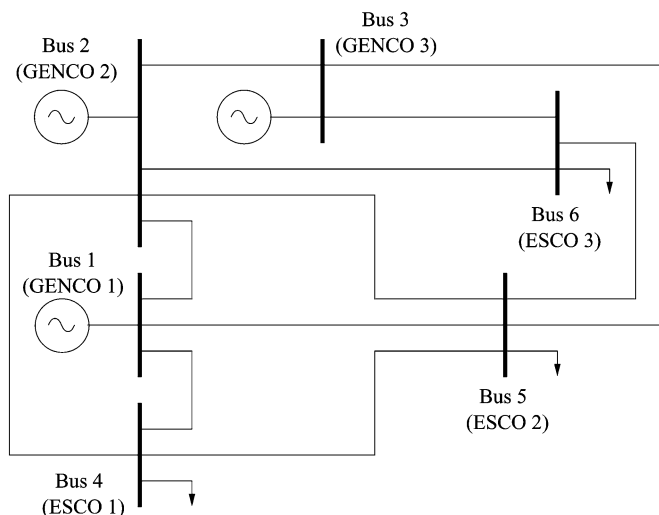 Bus 3
(GENCO 3)
Bus 2
(GENCO 2)
Bus 6
(ESCO 3)
Bus 1
(GENCO 1)
Bus 5
(ESCO 2)
Bus 4
(ESCO 1)